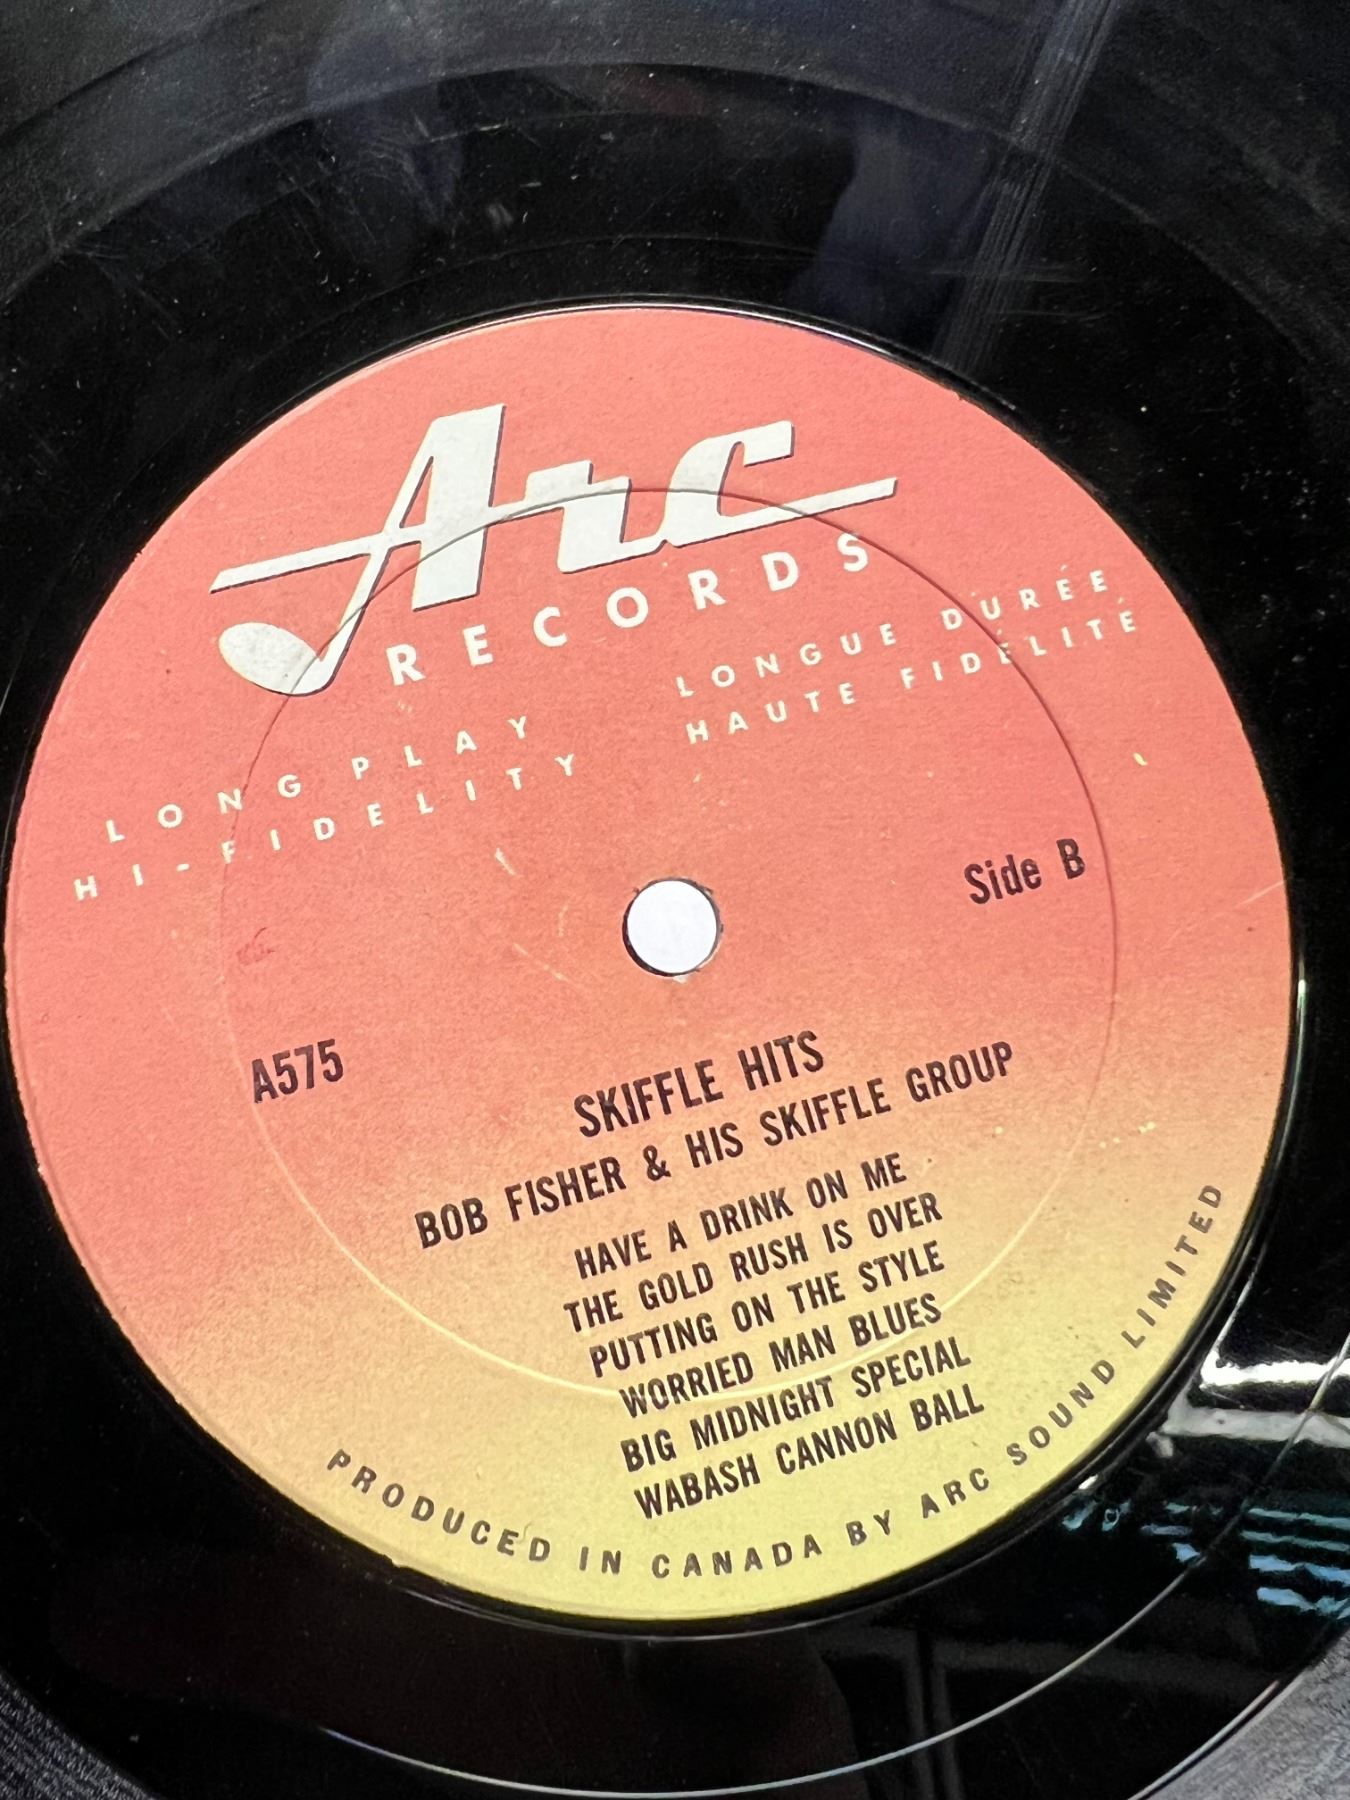 Arc
RECORDS
LONG PLAY
HI-FIDELITY
LONGUE DURÉE
HAUTE FIDÉLITÉ
Side B
A575
SKIFFLE HITS
BOB FISHER & HIS SKIFFLE GROUP
HAVE A DRINK ON ME
THE GOLD RUSH IS OVER
PUTTING ON THE STYLE
WORRIED MAN BLUES
BIG MIDNIGHT SPECIAL
WABASH CANNON BALL
PRODUCED IN CANADA BY ARC SOUND LIMITED